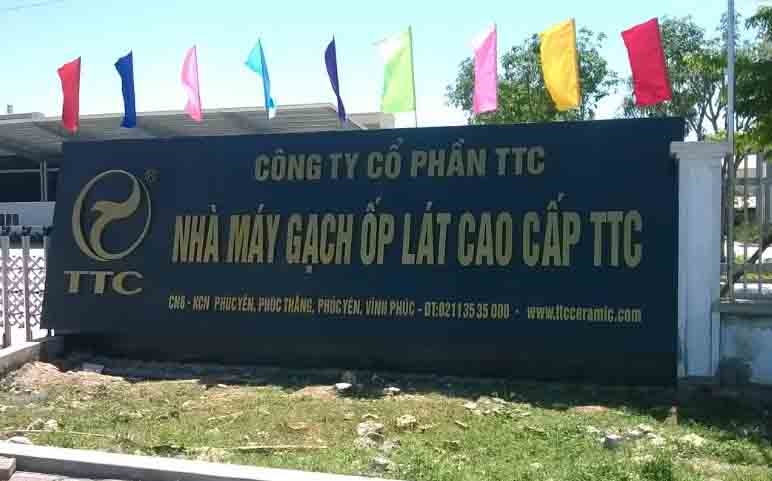 CÔNG TY CỔ PHẦN TTC
®
TTC
NHÀ MÁY GẠCH ỐP LÁT CAO CẤP TTC
CN6 - KCN PHÚC YÊN, PHÚC THẮNG, PHÚC YÊN, VĨNH PHÚC - ĐT: 02113 535 000 - www.ttcceramic.com